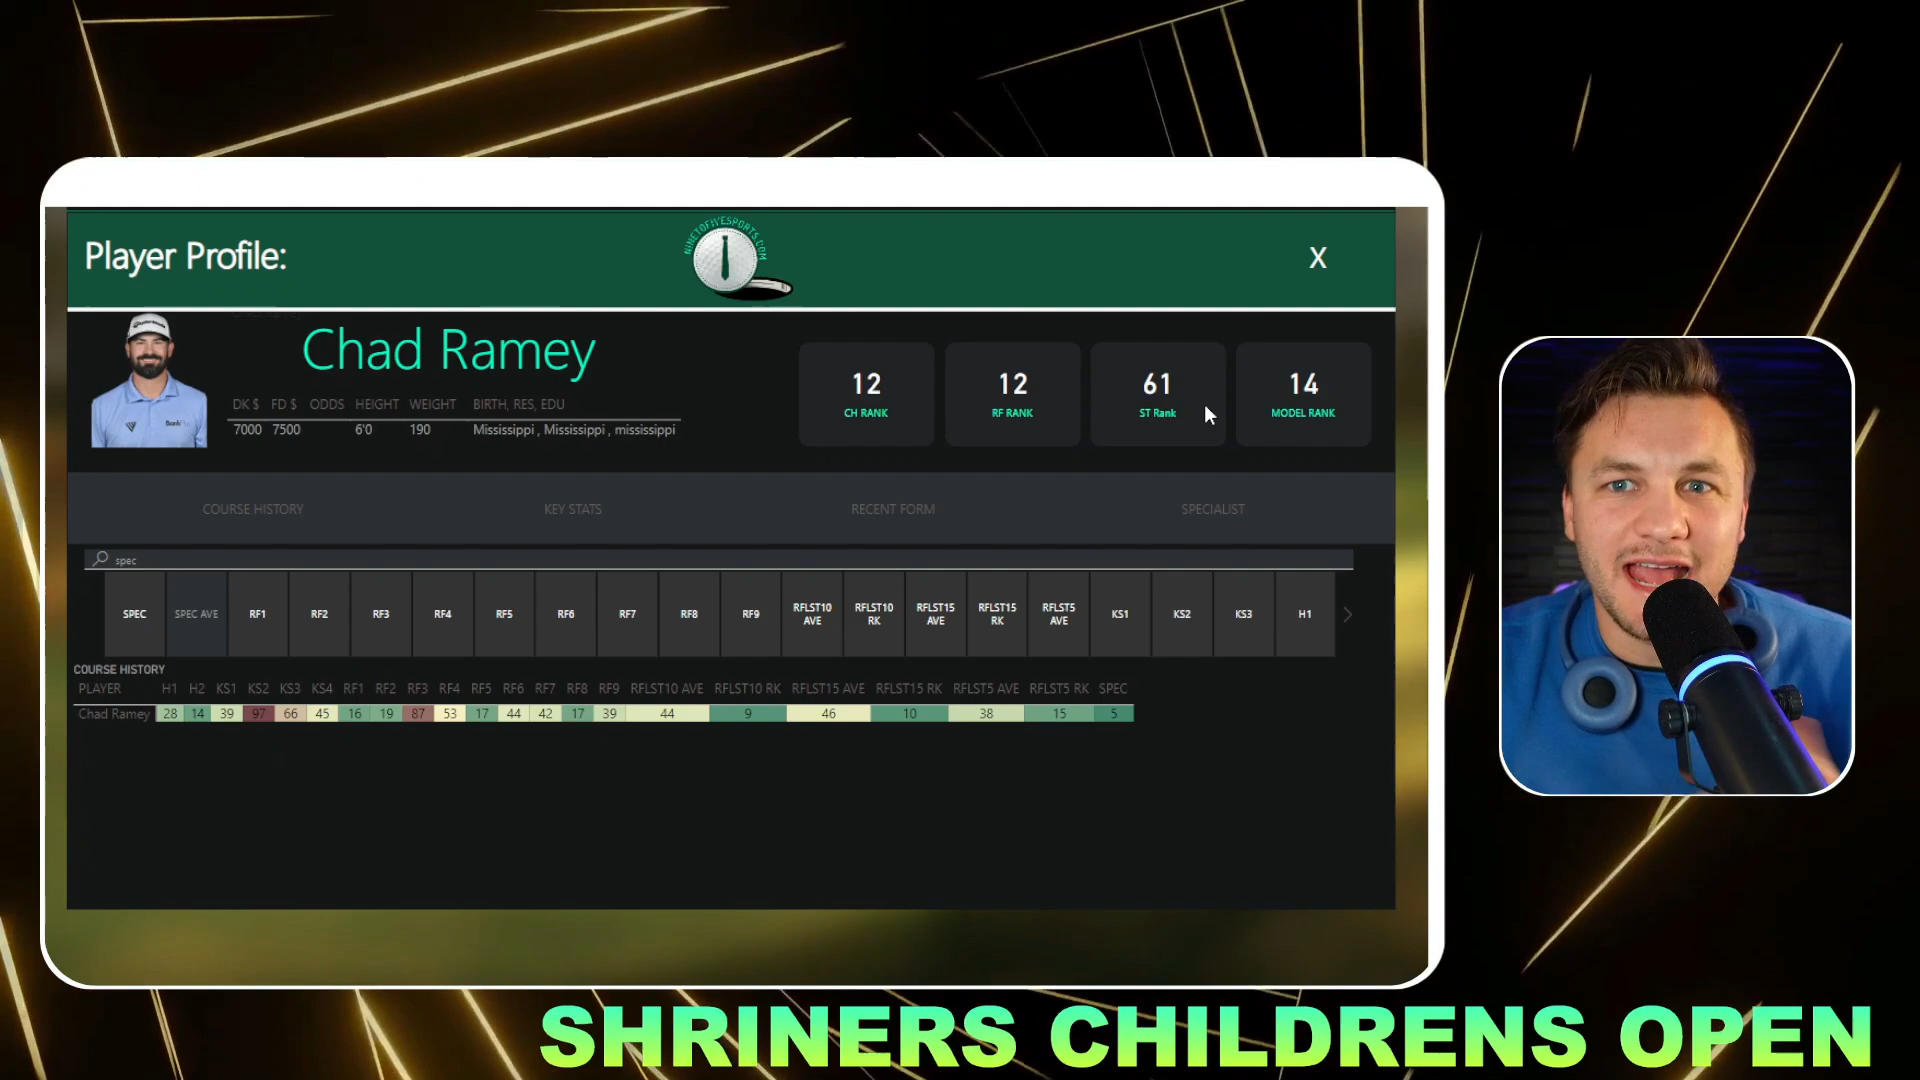 Player Profile:
NINETOFIVESPORTS.COM
X
Chad Ramey
DK $ FD $ ODDS HEIGHT WEIGHT BIRTH, RES, EDU
7000 7500 6'0 190 Mississippi , Mississippi , mississippi
12 12 61 14
CH RANK RF RANK ST Rank MODEL RANK
COURSE HISTORY KEY STATS RECENT FORM SPECIALIST
spec
SPEC SPEC AVE RF1 RF2 RF3 RF4 RF5 RF6 RF7 RF8 RF9 RFLST10 AVE RFLST10 RK RFLST15 AVE RFLST15 RK RFLST5 AVE KS1 KS2 KS3 H1
COURSE HISTORY
PLAYER H1 H2 KS1 KS2 KS3 KS4 RF1 RF2 RF3 RF4 RF5 RF6 RF7 RF8 RF9 RFLST10 AVE RFLST10 RK RFLST15 AVE RFLST15 RK RFLST5 AVE RFLST5 RK SPEC
Chad Ramey 28 14 39 97 66 45 16 19 87 53 17 44 42 17 39 44 9 46 10 38 15 5
SHRINERS CHILDRENS OPEN